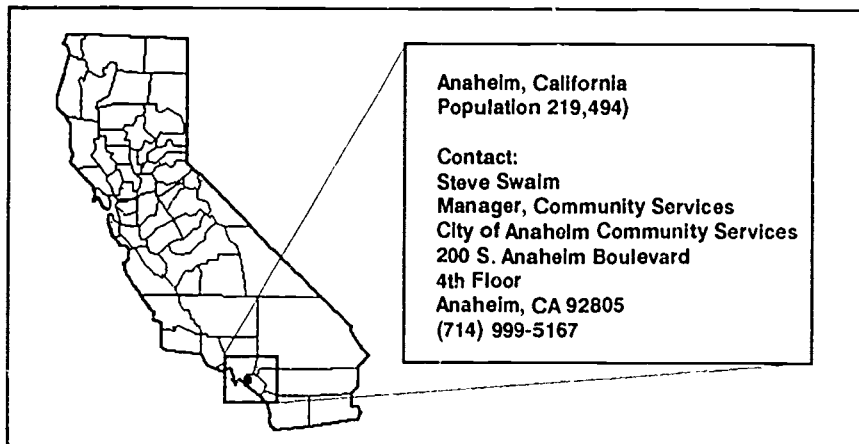 Anaheim, California
Population 219,494)
Contact:
Steve Swaim
Manager, Community Services
City of Anaheim Community Services
200 S. Anaheim Boulevard
4th Floor
Anaheim, CA 92805
(714) 999-5167